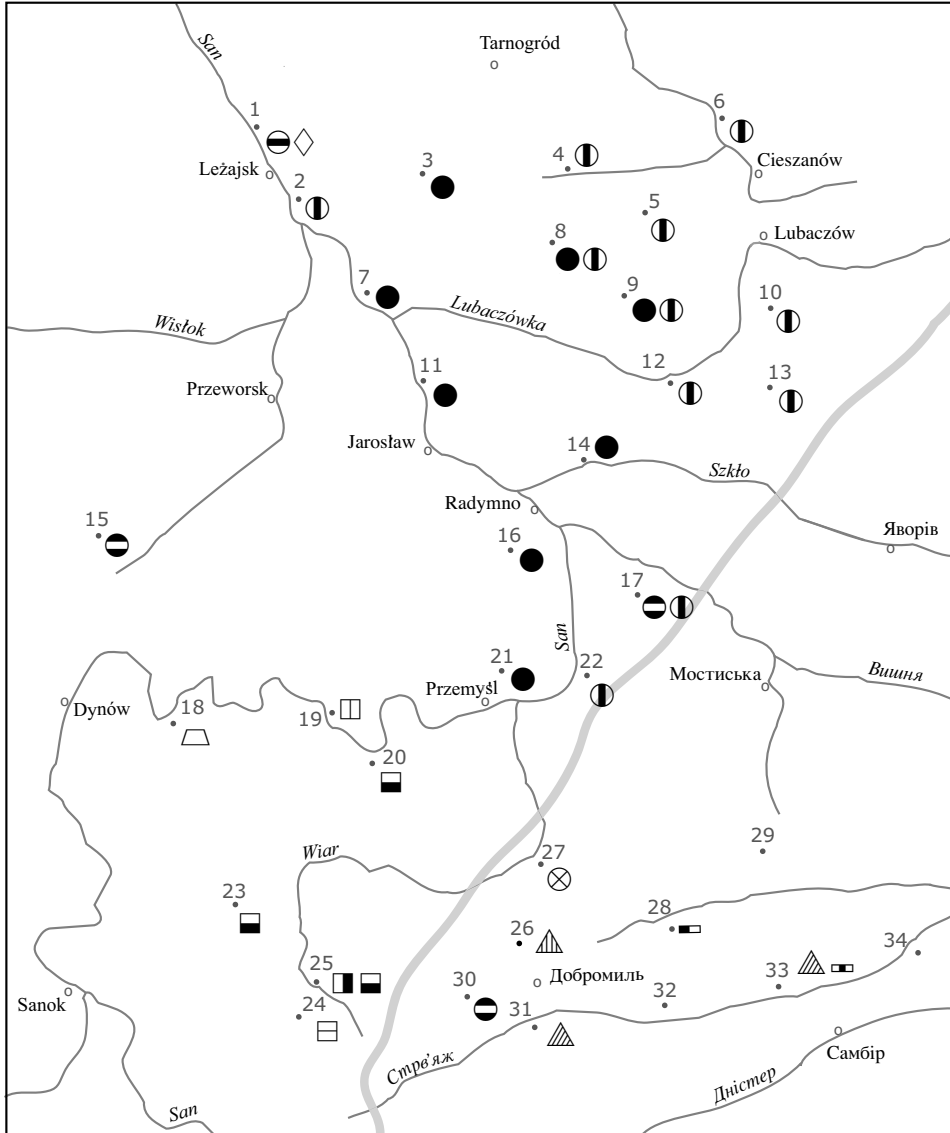 San
Tarnogród
1
6
3
4
Leżajsk
Cieszanów
2
5
8
Lubaczów
7
9
10
Lubaczówka
Wisłok
11
12
13
Przeworsk
14
Jarosław
Szkło
Radymno
15
16
Яворів
17
San
21
22
Przemyśl
Мостиська
Вишня
Dynów
18
19
20
Wiar
27
29
23
28
26
34
25
33
Добромиль
Sanok
30
32
24
31
Стрв'яж
Самбір
San
Дністер